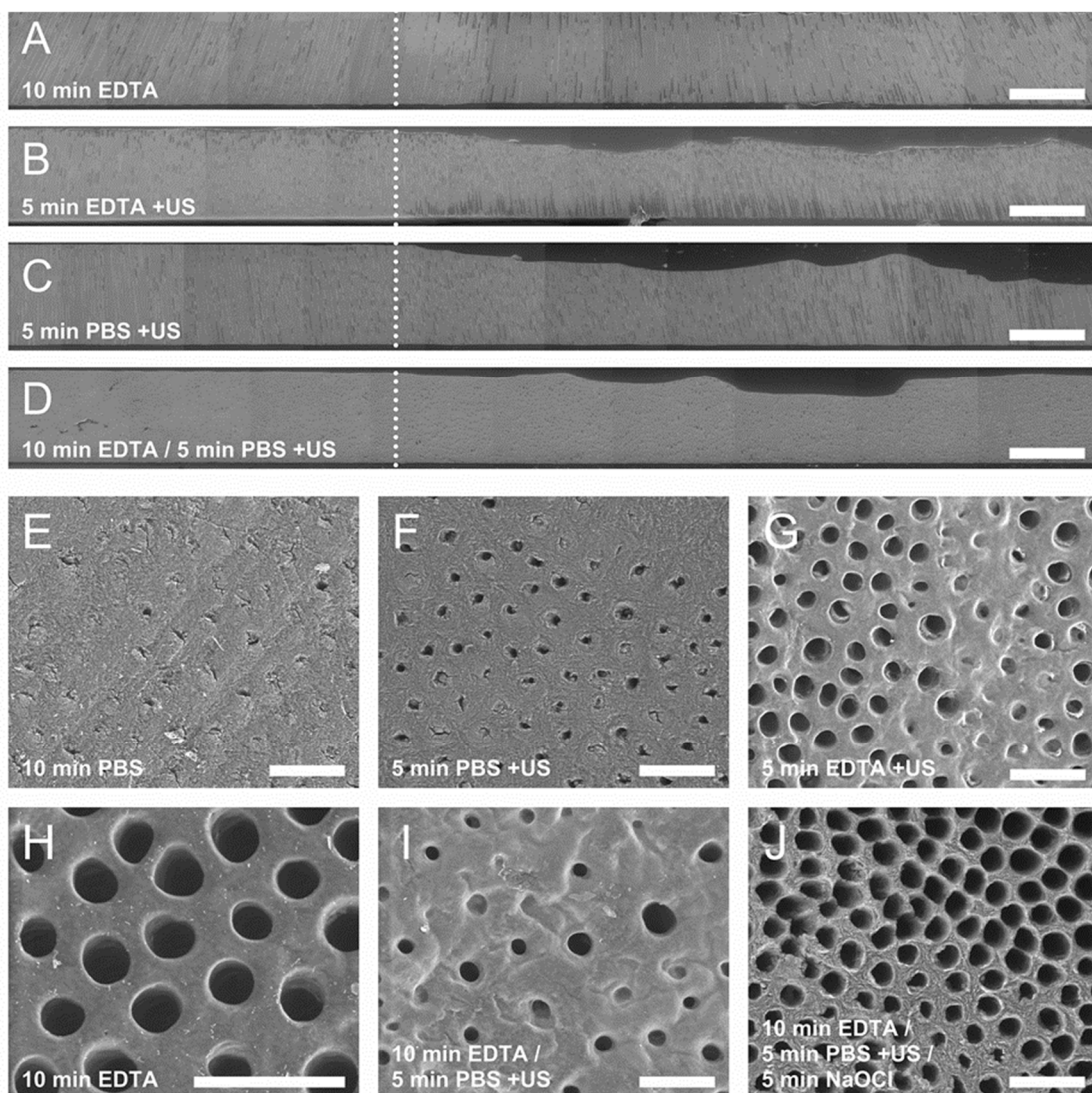 A
10 min EDTA
B
5 min EDTA +US
C
5 min PBS +US
D
10 min EDTA / 5 min PBS +US
E
10 min PBS
F
5 min PBS +US
G
5 min EDTA +US
H
10 min EDTA
I
10 min EDTA /
5 min PBS +US
J
10 min EDTA /
5 min PBS +US /
5 min NaOCl